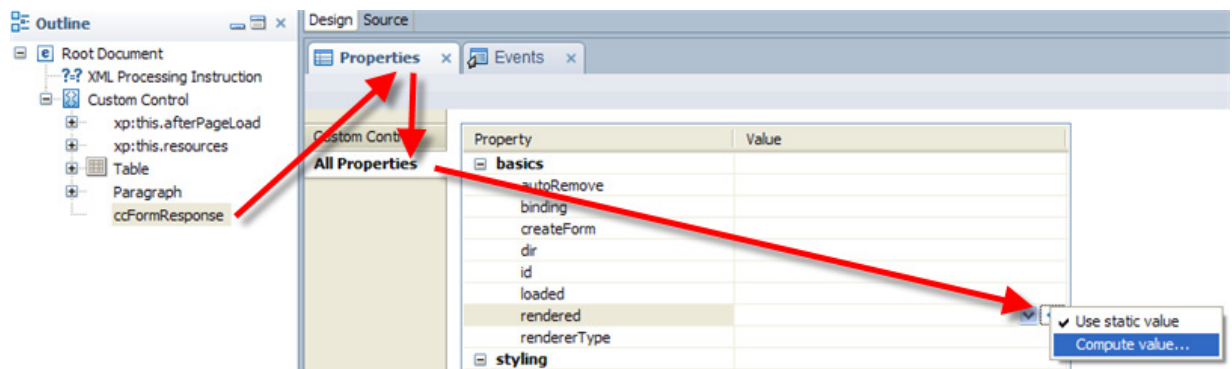 Outline
Root Document
?=? XML Processing Instruction
Custom Control
xp:this.afterPageLoad
xp:this.resources
Table
Paragraph
ccFormResponse
Design Source
Properties Events
Custom Contr
All Properties
Property Value
basics
autoRemove
binding
createForm
dir
id
loaded
rendered
rendererType
styling
Use static value
Compute value...